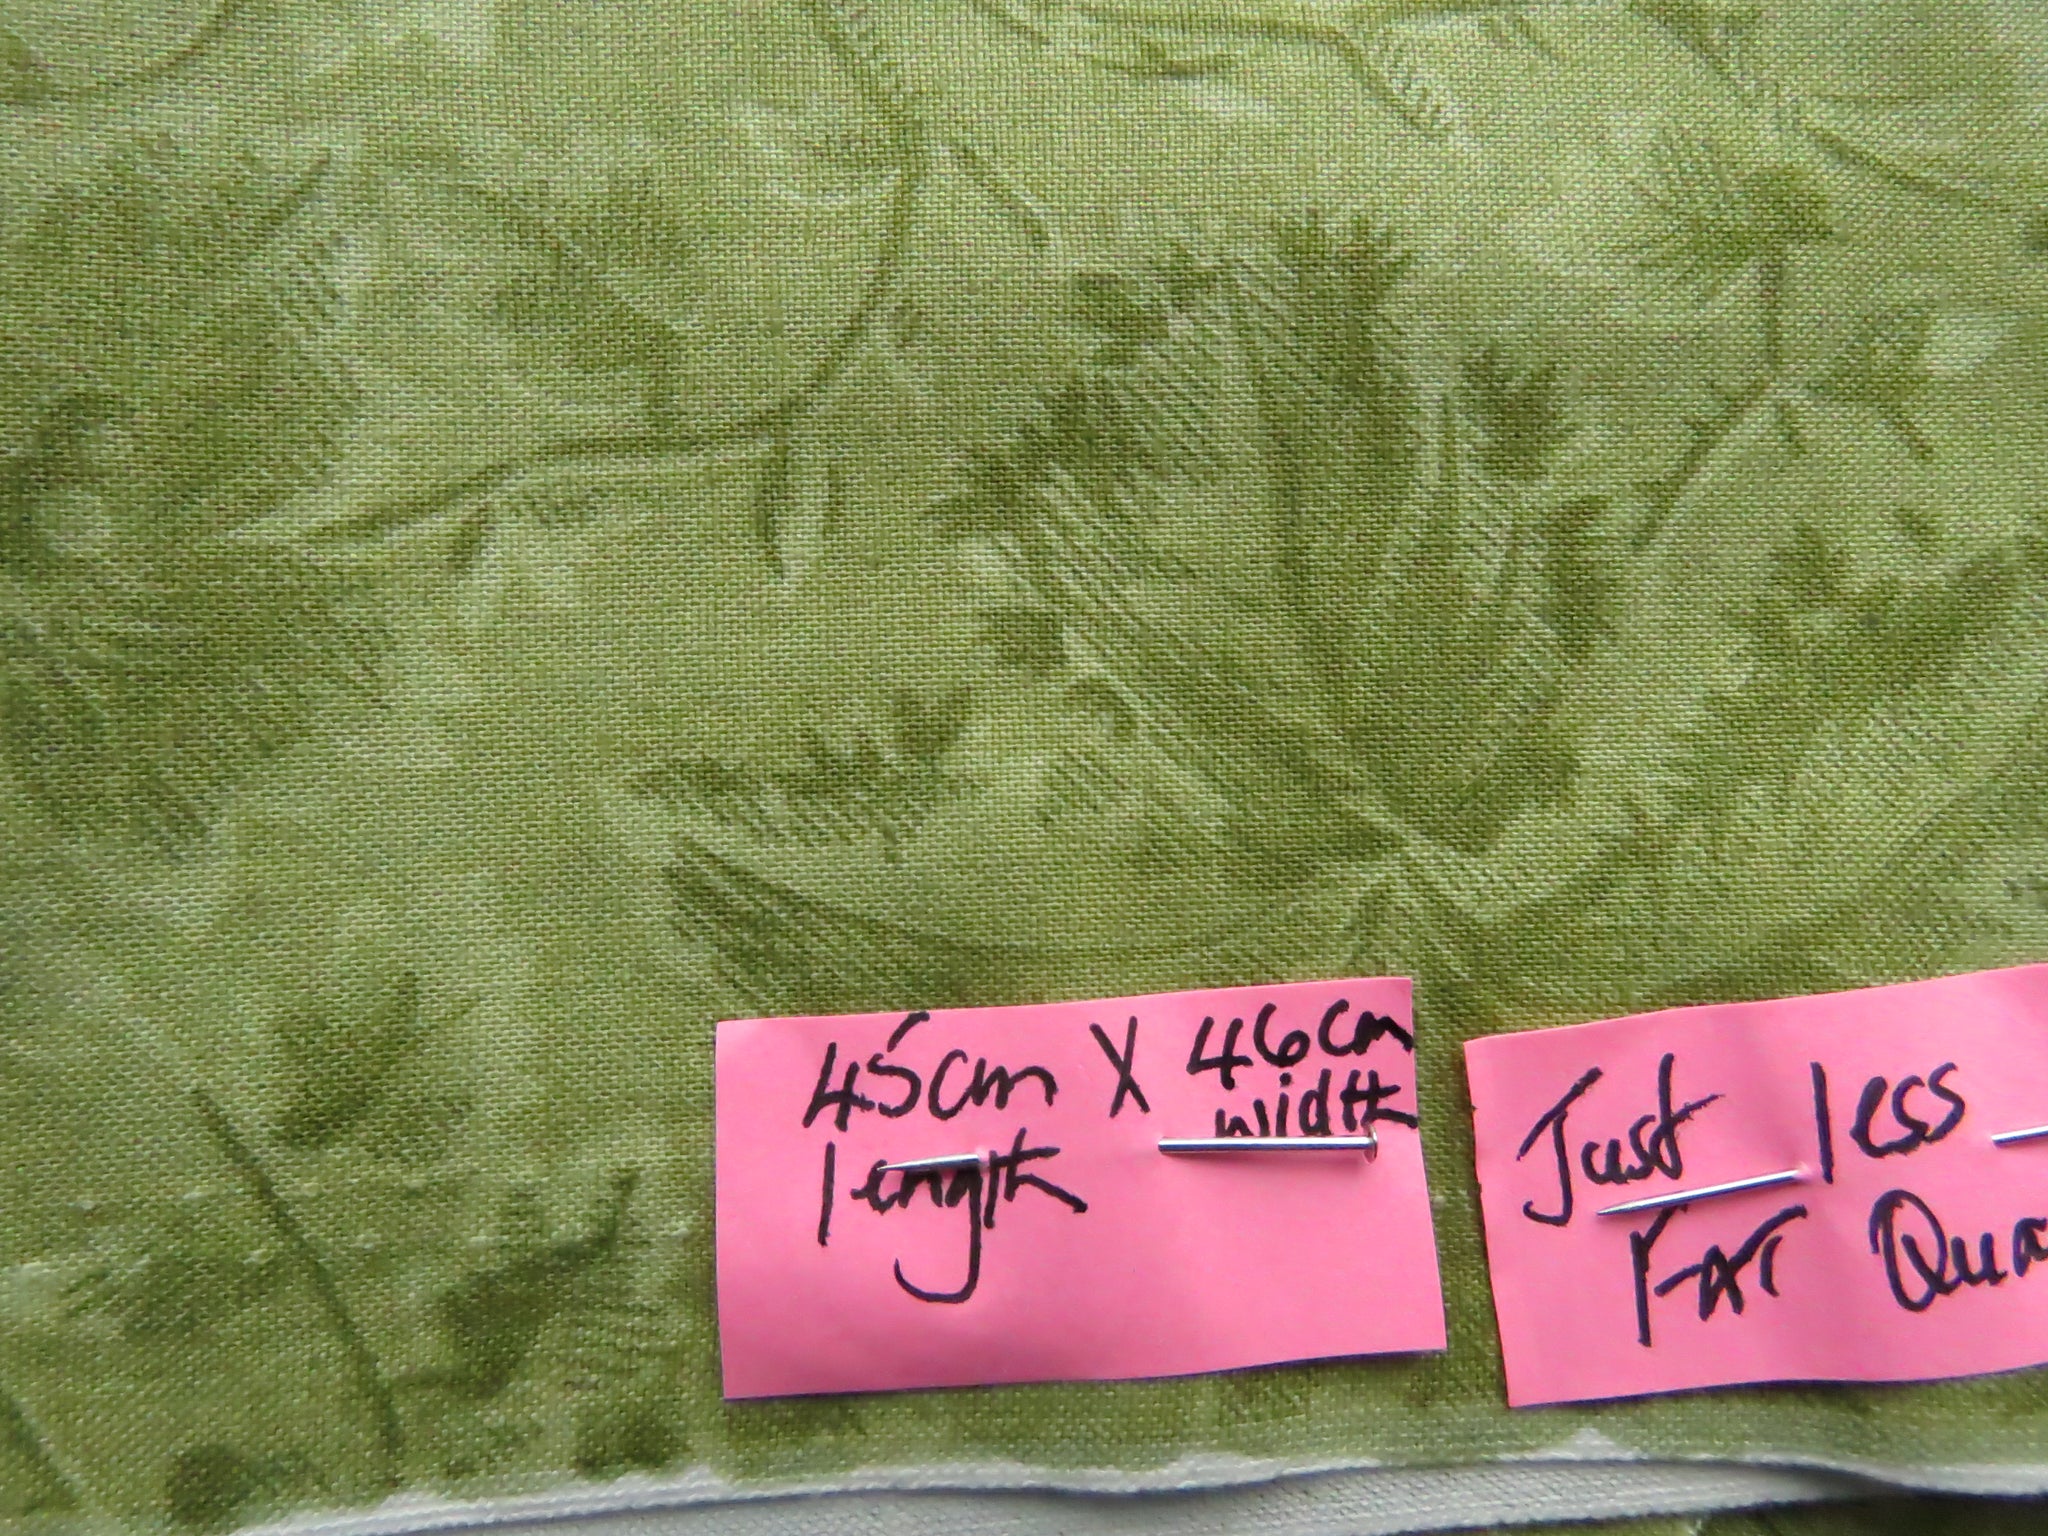 45cm X 46cm
length width
Just less
FAT Qua